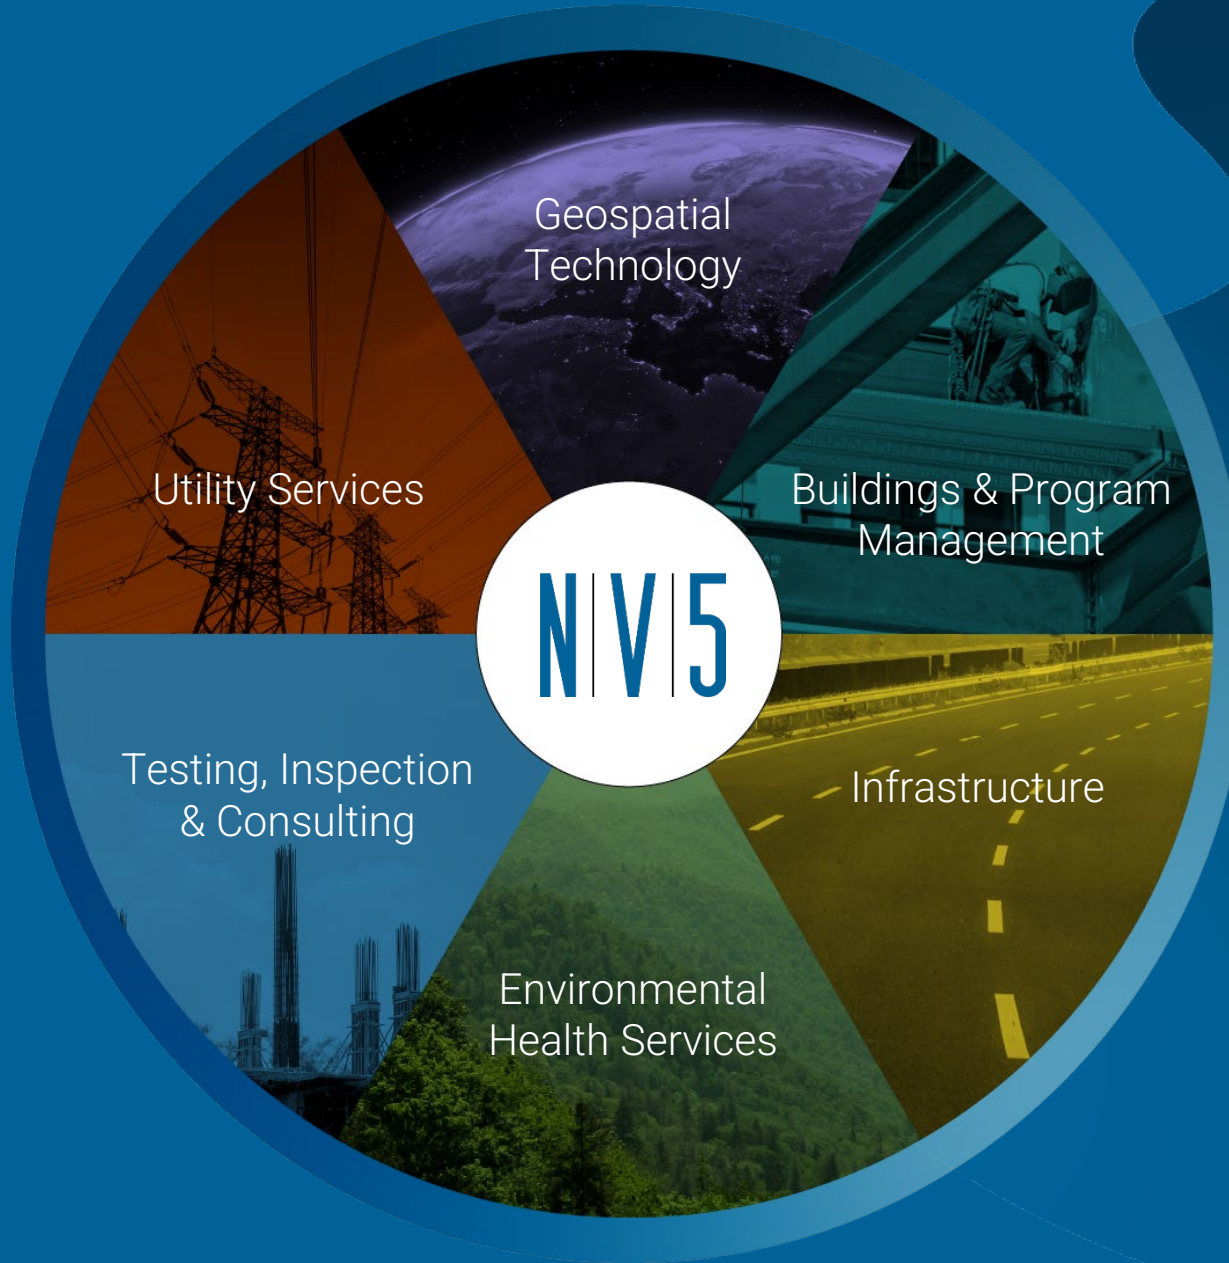 Geospatial
Technology
Utility Services
Buildings & Program
Management
N|V|5
Testing, Inspection
& Consulting
Infrastructure
Environmental
Health Services